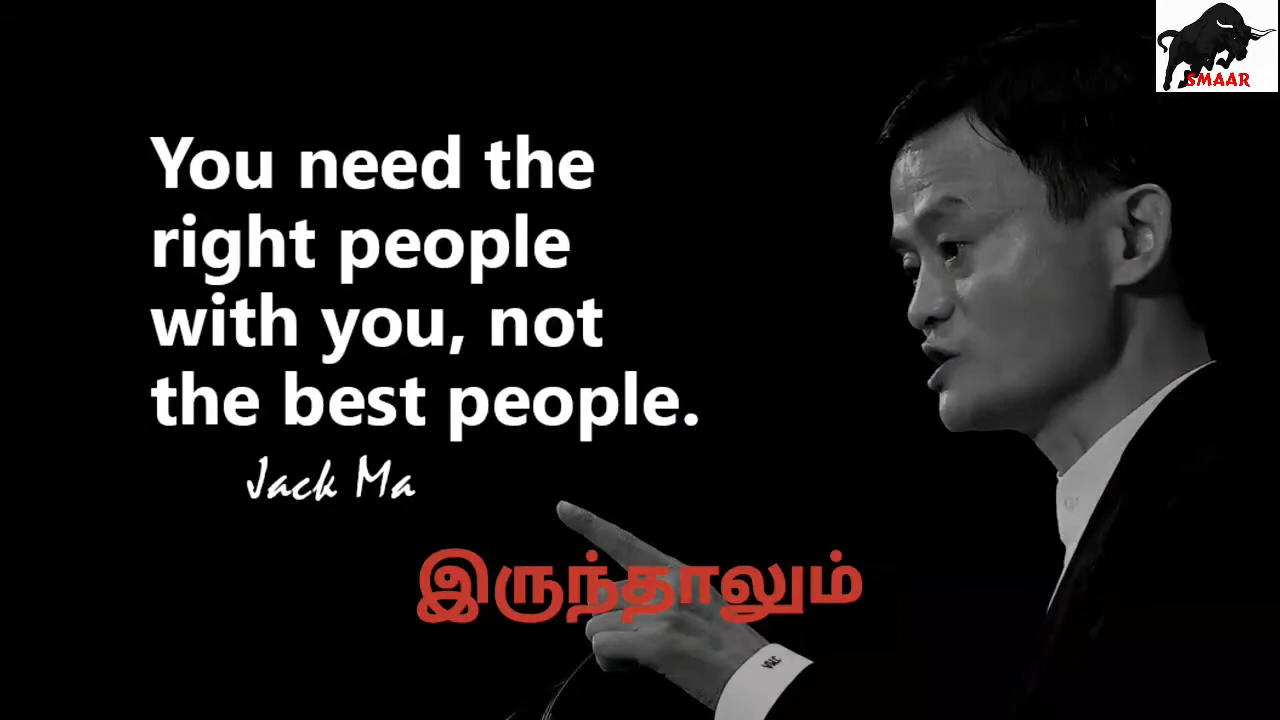 SMAAR
You need the
right people
with you, not
the best people.
Jack Ma
இருந்தாலும்